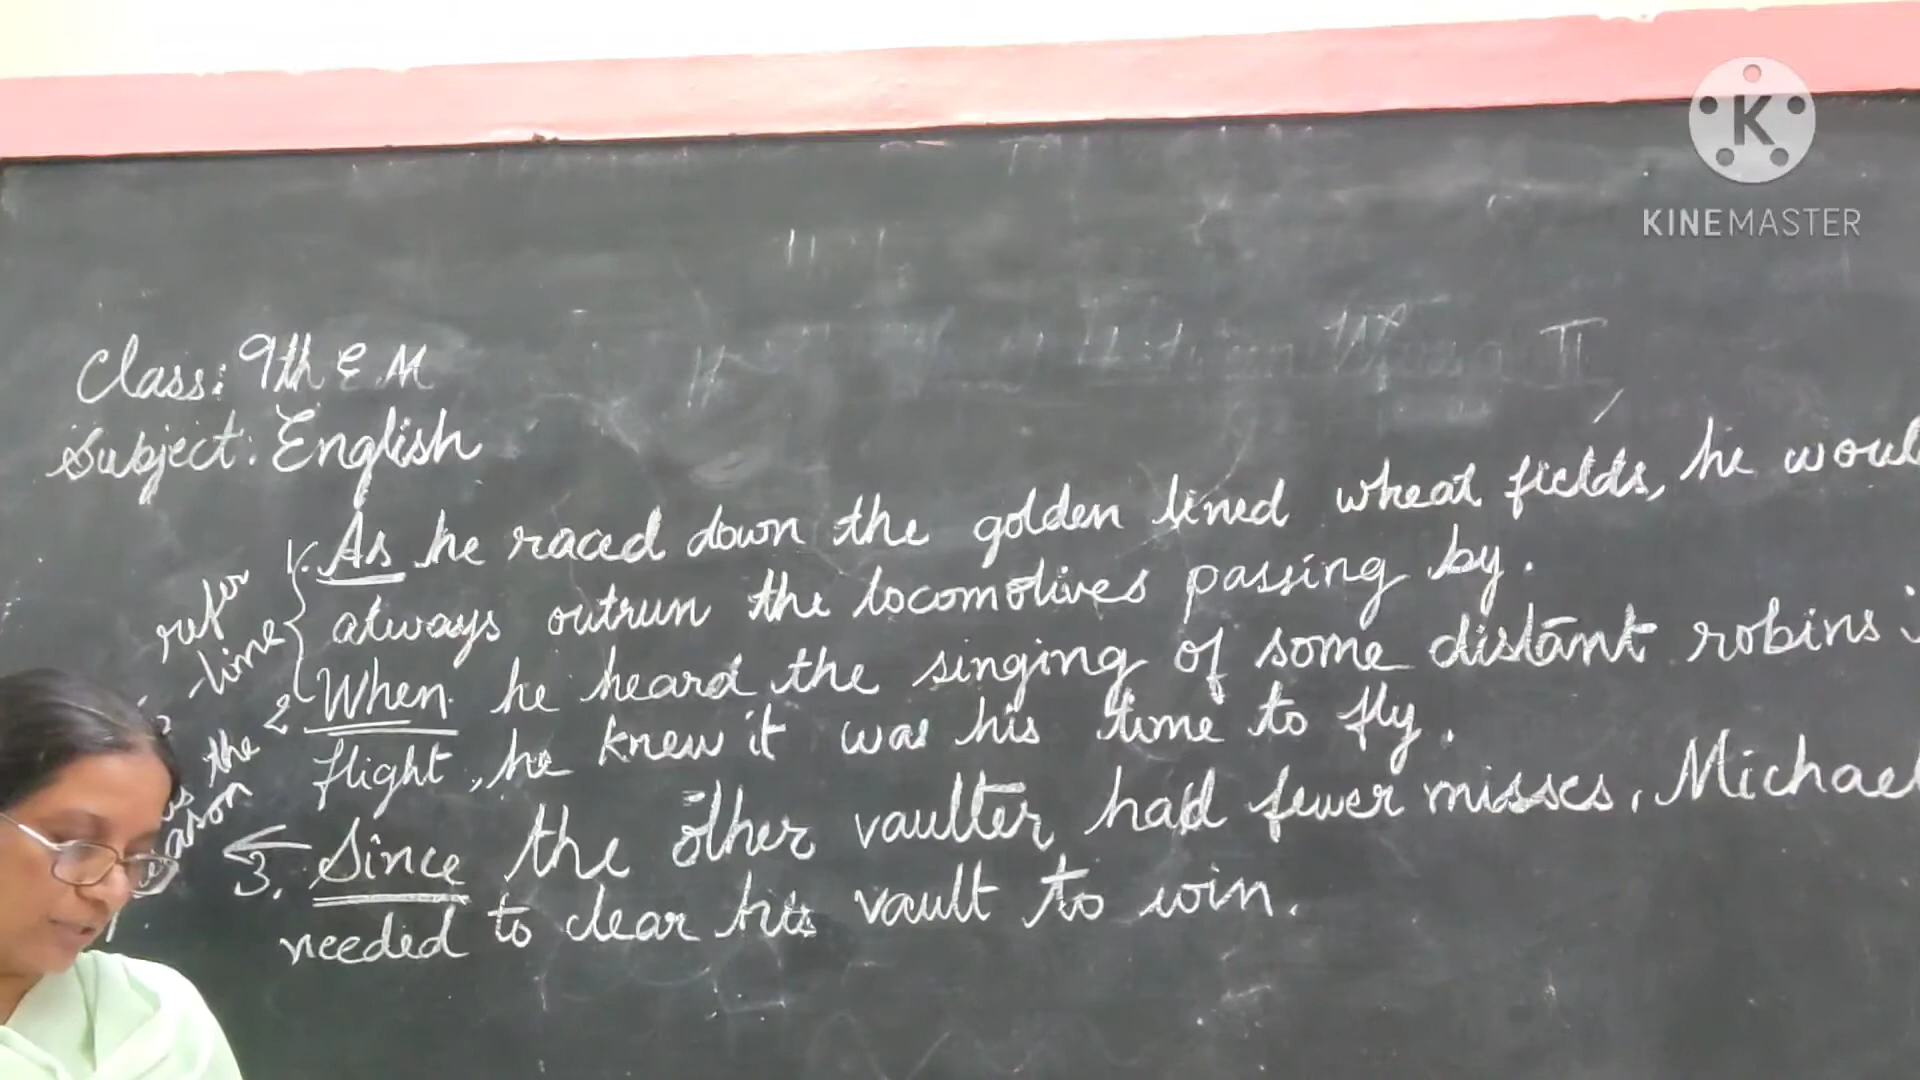 KINEMASTER
Class: 9th E M
Subject: English
1. As he raced down the golden lined wheat fields, he woul
always outrun the locomotives passing by.
2 When he heard the singing of some distant robins i
flight, he knew it was his time to fly.
3. Since the other vaulter had fewer misses, Michael
needed to clear his vault to win.
refer
time
the